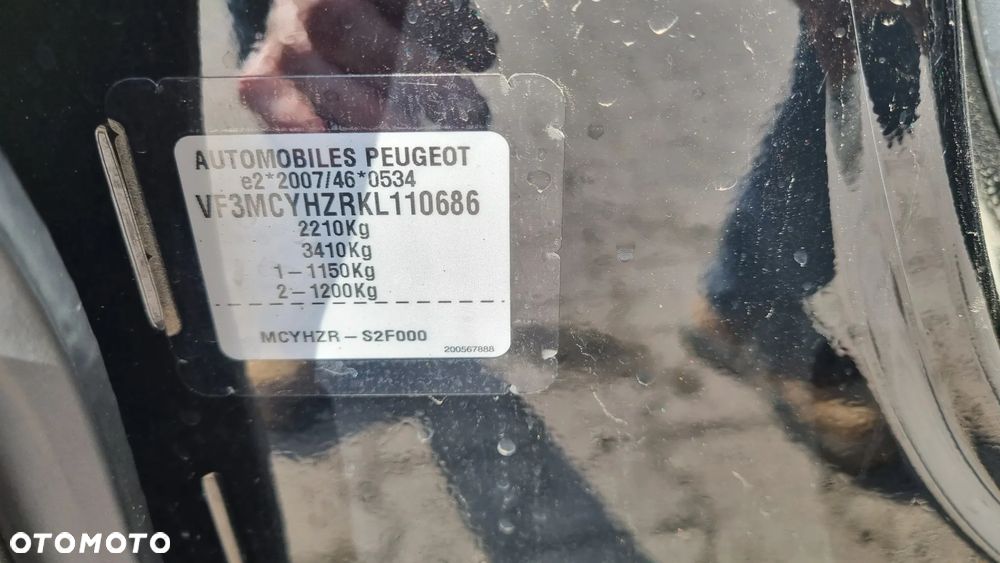 AUTOMOBILES PEUGEOT
e2*2007/46*0534
VF3MCYHZRKL110686
2210Kg
3410Kg
1-1150Kg
2-1200Kg
MCYHZR - S2F000
200567888
OTOMOTO